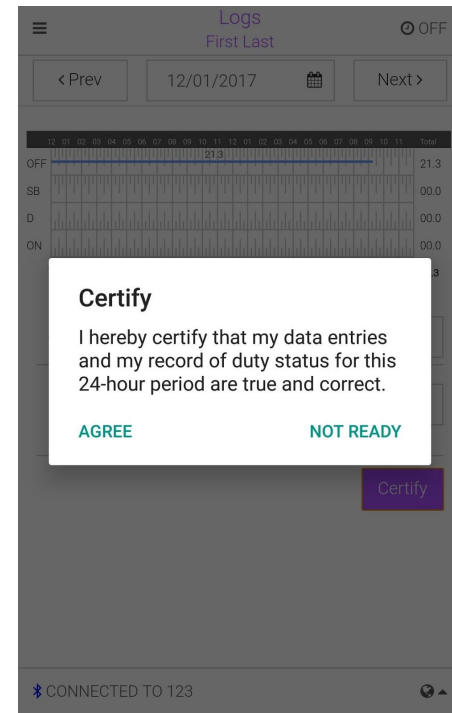 Logs
First Last
OFF
Prev
12/01/2017
Next
12 01 02 03 04 05 06 07 08 09 10 11 12 01 02 03 04 05 06 07 08 09 10 11 Total
21.3
OFF 21.3
SB 00.0
D 00.0
ON 00.0
.3
Certify
I hereby certify that my data entries
and my record of duty status for this
24-hour period are true and correct.
AGREE NOT READY
Certify
CONNECTED TO 123